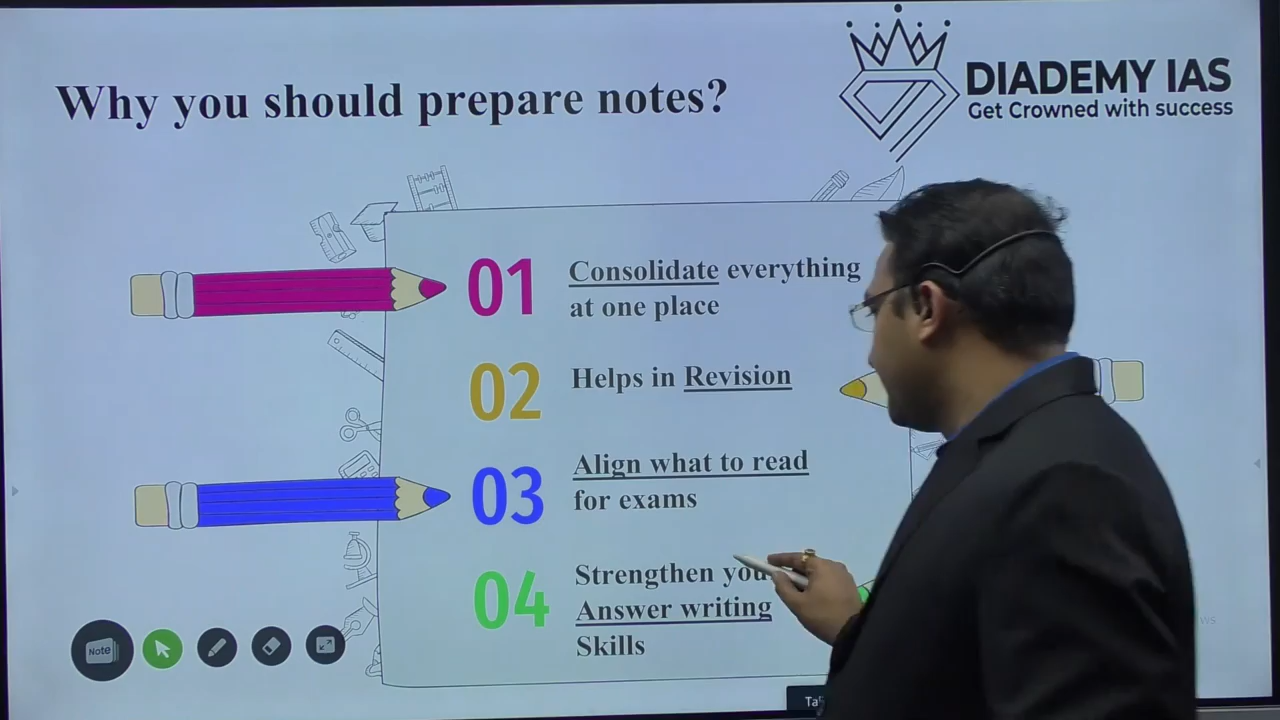 Why you should prepare notes?
DIADEMY IAS
Get Crowned with success
01
Consolidate everything
at one place
02
Helps in Revision
03
Align what to read
for exams
04
Strengthen
Answer writing
Skills
Note